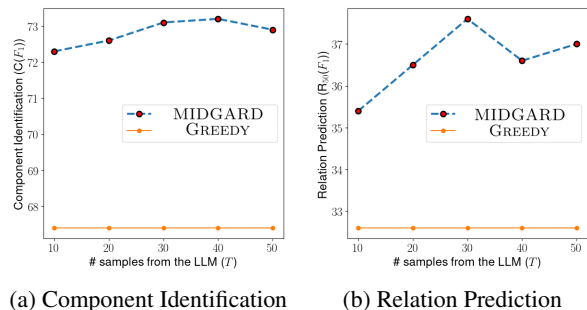 Component Identification (C(F₁))
73
72
71
70
69
68
MIDGARD
GREEDY
10 20 30 40 50
# samples from the LLM (T)
(a) Component Identification
Relation Prediction (R₅₀(F₁))
37
36
35
34
33
MIDGARD
GREEDY
10 20 30 40 50
# samples from the LLM (T)
(b) Relation Prediction